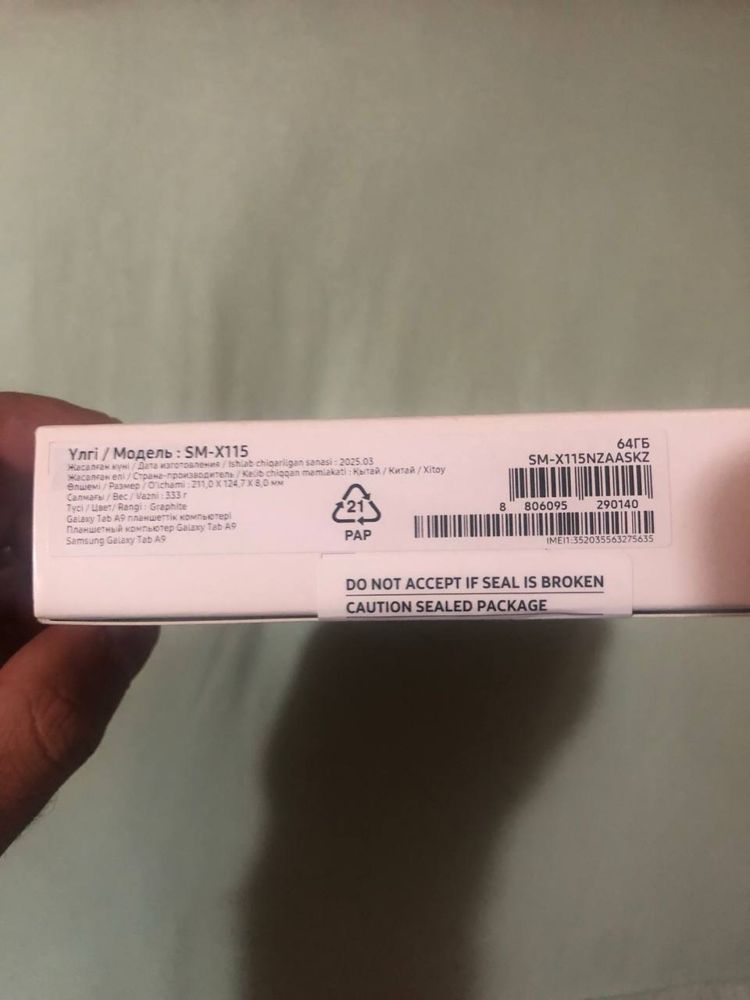 Үлгі / Модель : SM-X115
Жасалған күні / Дата изготовления / Ishlab chiqarilgan sanasi : 2025.03
Жасалған елі / Страна-производитель / Kelib chiqqan mamlakati : Қытай / Китай / Xitoy
Өлшемі / Размер / O'lchami : 211,0 X 124,7 X 8,0 мм
Салмағы / Вес / Vazni : 333 г
Түсі / Цвет/ Rangi : Graphite
Galaxy Tab A9 планшеттік компьютері
Планшетный компьютер Galaxy Tab A9
Samsung Galaxy Tab A9
21
PAP
64ГБ
SM-X115NZAASKZ
8 806095 290140
IMEI1:352035563275635
DO NOT ACCEPT IF SEAL IS BROKEN
CAUTION SEALED PACKAGE